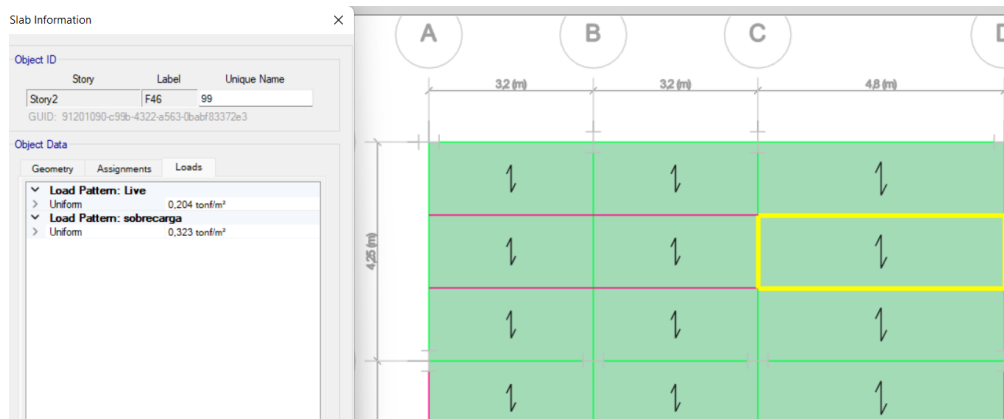 Slab Information
Object ID
Story Label Unique Name
Story2 F46 99
GUID: 91201090-c99b-4322-a563-0babf83372e3
Object Data
Geometry Assignments Loads
Load Pattern: Live
Uniform 0,204 tonf/m²
Load Pattern: sobrecarga
Uniform 0,323 tonf/m²
A B C D
3,2 (m) 3,2 (m) 4,8 (m)
4,25 (m)